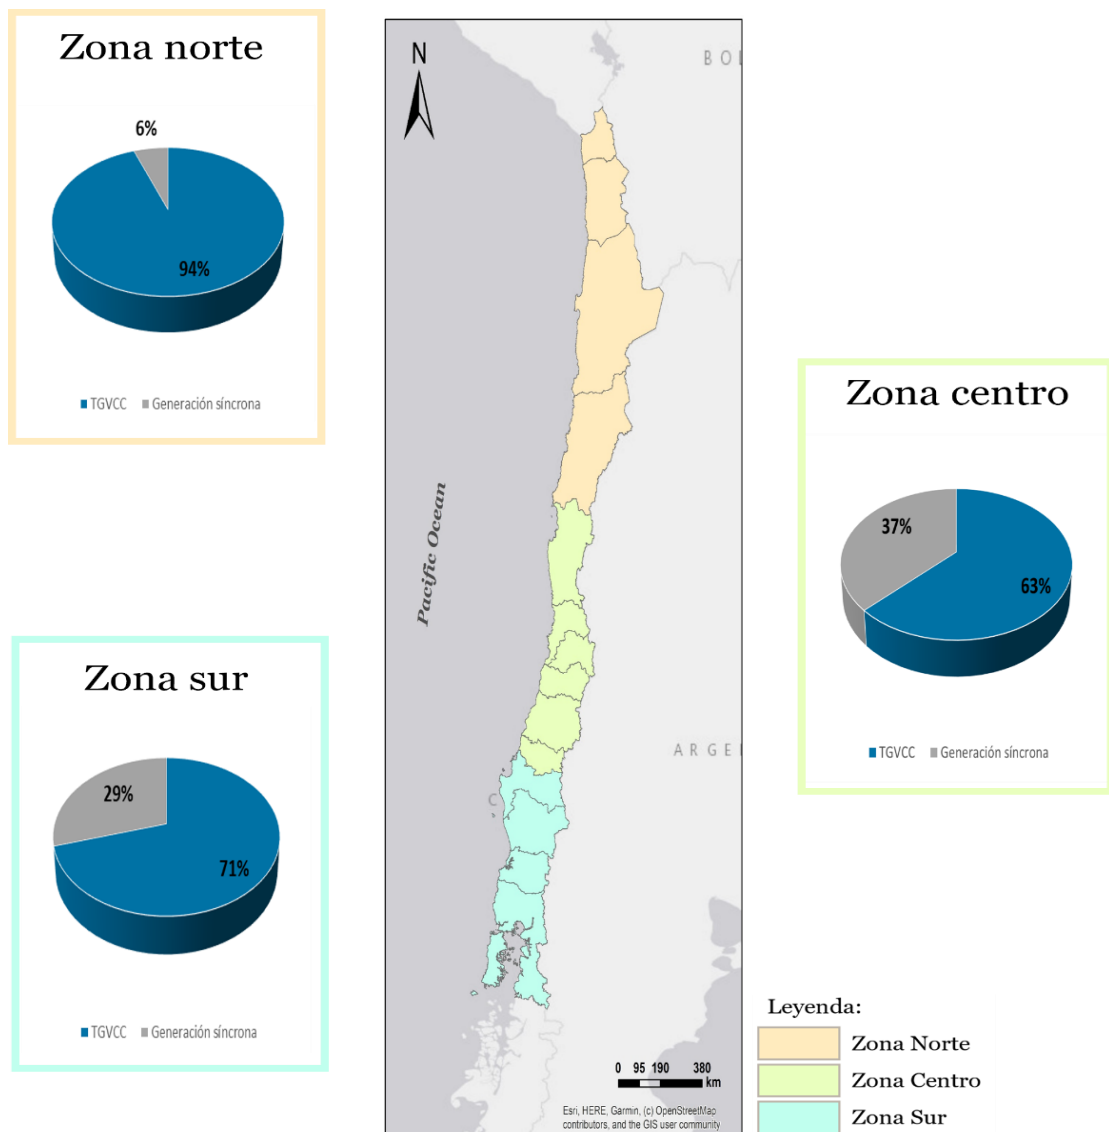 Zona norte
6%
94%
TGVCC Generación síncrona
N
BOL
Pacific Ocean
ARGE
C
Zona centro
37%
63%
TGVCC Generación síncrona
Zona sur
29%
71%
TGVCC Generación síncrona
0 95 190 380
km
Esri, HERE, Garmin, (c) OpenStreetMap
contributors, and the GIS user community
Leyenda:
Zona Norte
Zona Centro
Zona Sur